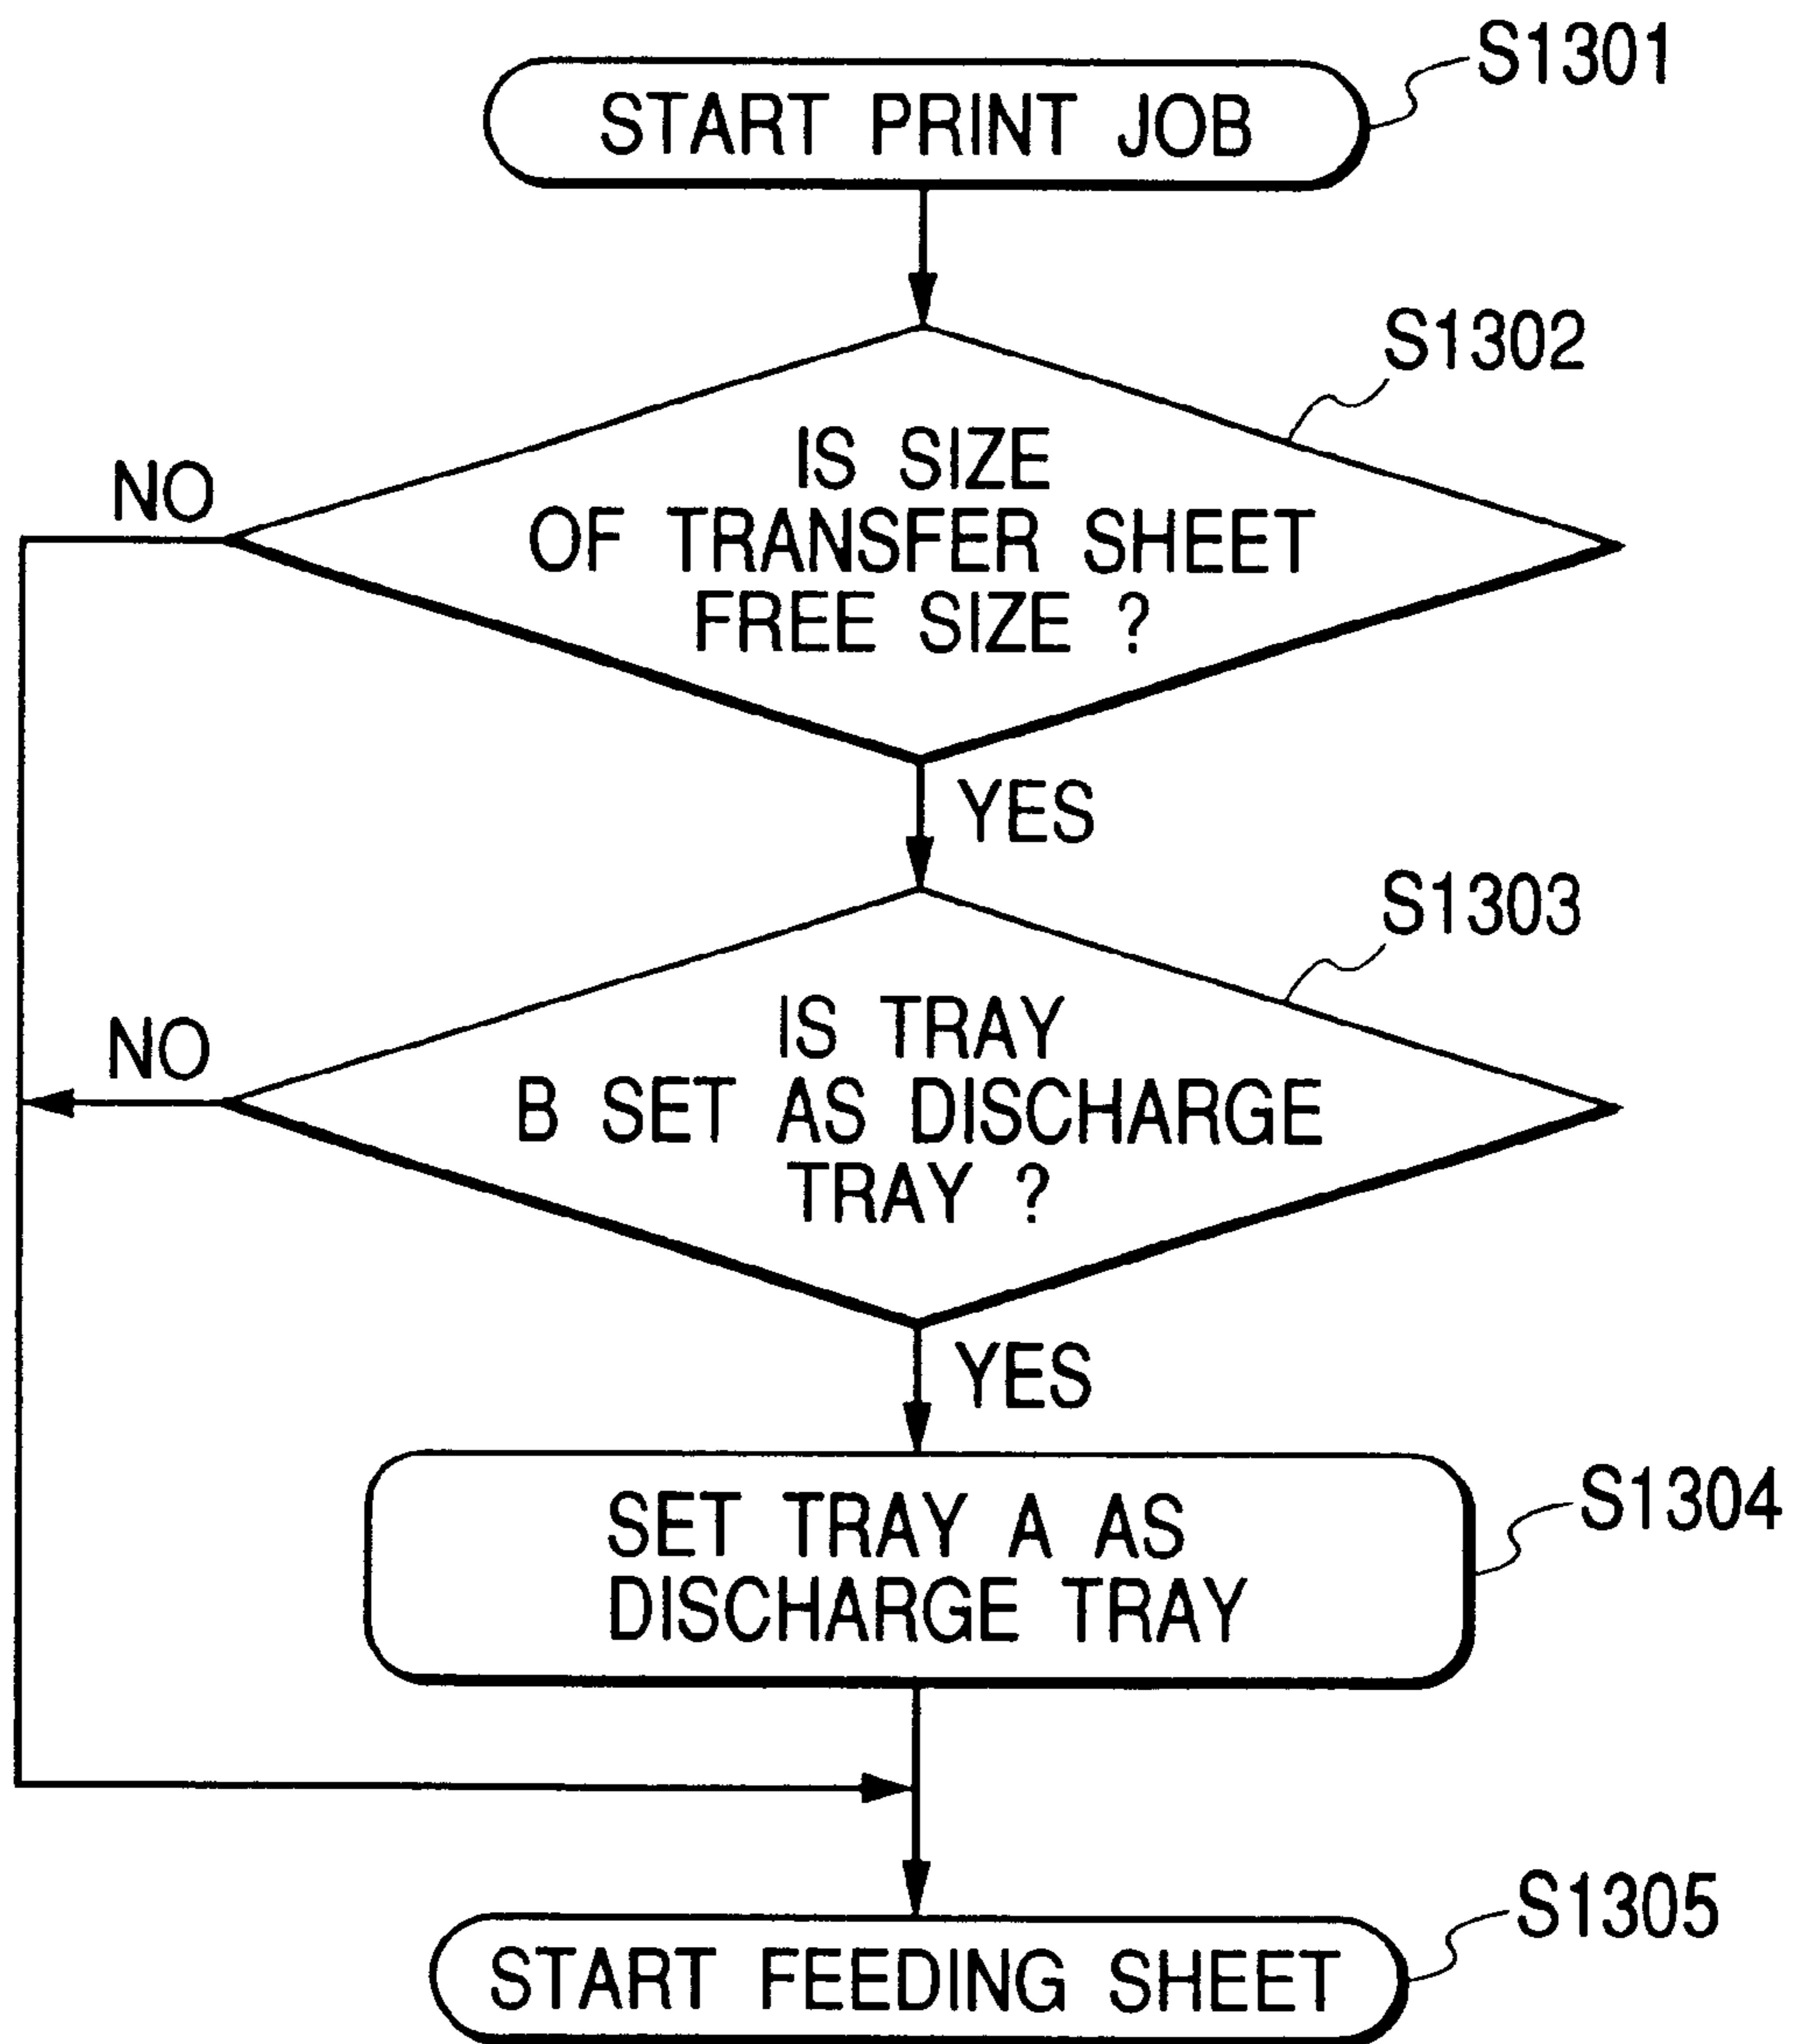 S1301
START PRINT JOB
S1302
IS SIZE
OF TRANSFER SHEET
FREE SIZE ?
NO
YES
S1303
IS TRAY
B SET AS DISCHARGE
TRAY ?
NO
YES
S1304
SET TRAY A AS
DISCHARGE TRAY
S1305
START FEEDING SHEET